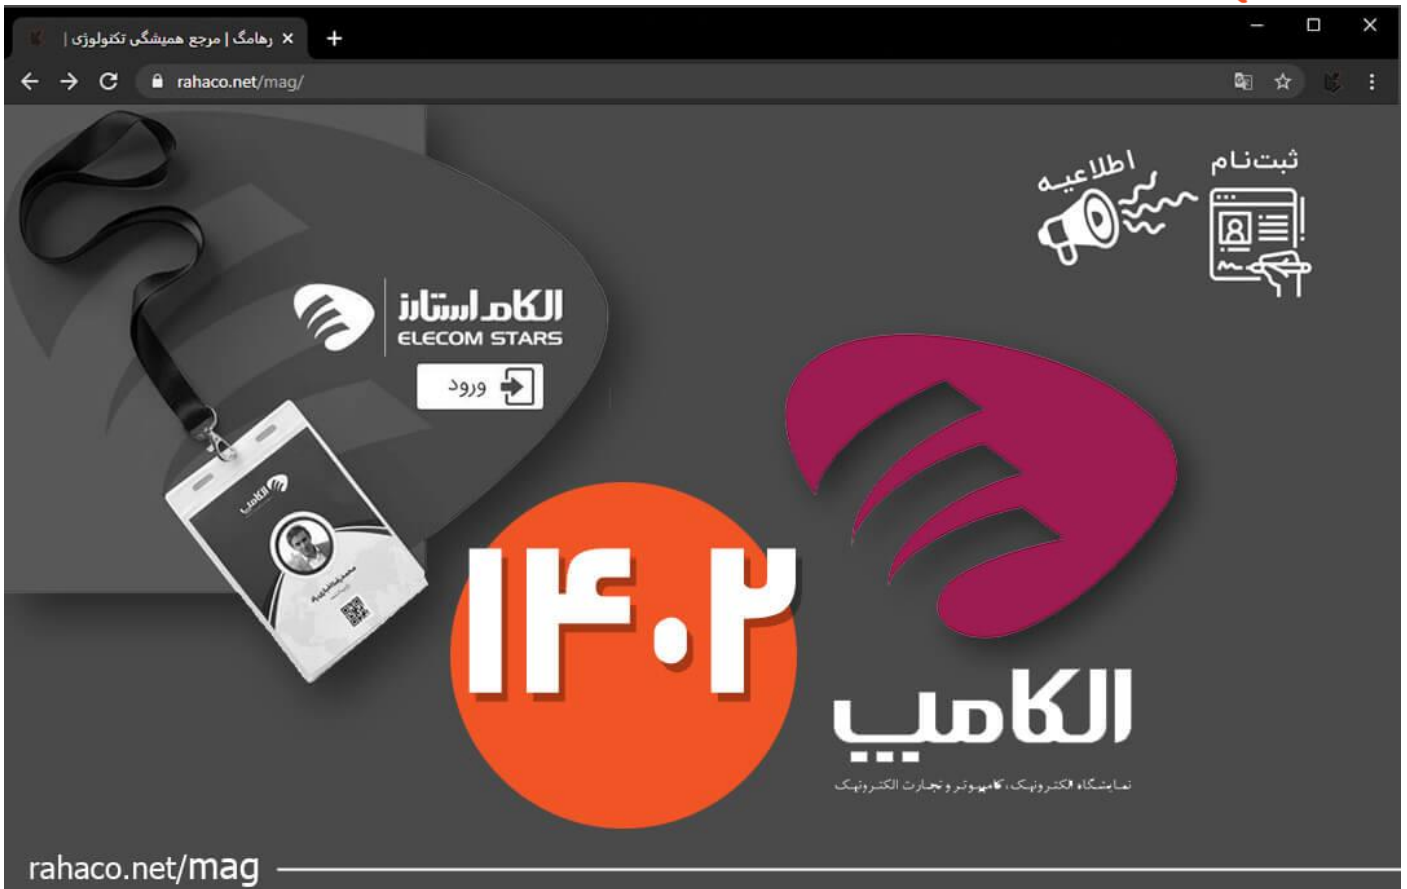 رهامگ | مرجع همیشگی تکنولوژی |
rahaco.net/mag/
ثبت‌نام
اطلاعیه
الکام استارز
ELECOM STARS
ورود
الکامپ
۱۴۰۲
الکامپ
نمایشگاه الکترونیک، کامپیوتر و تجارت الکترونیک
rahaco.net/mag